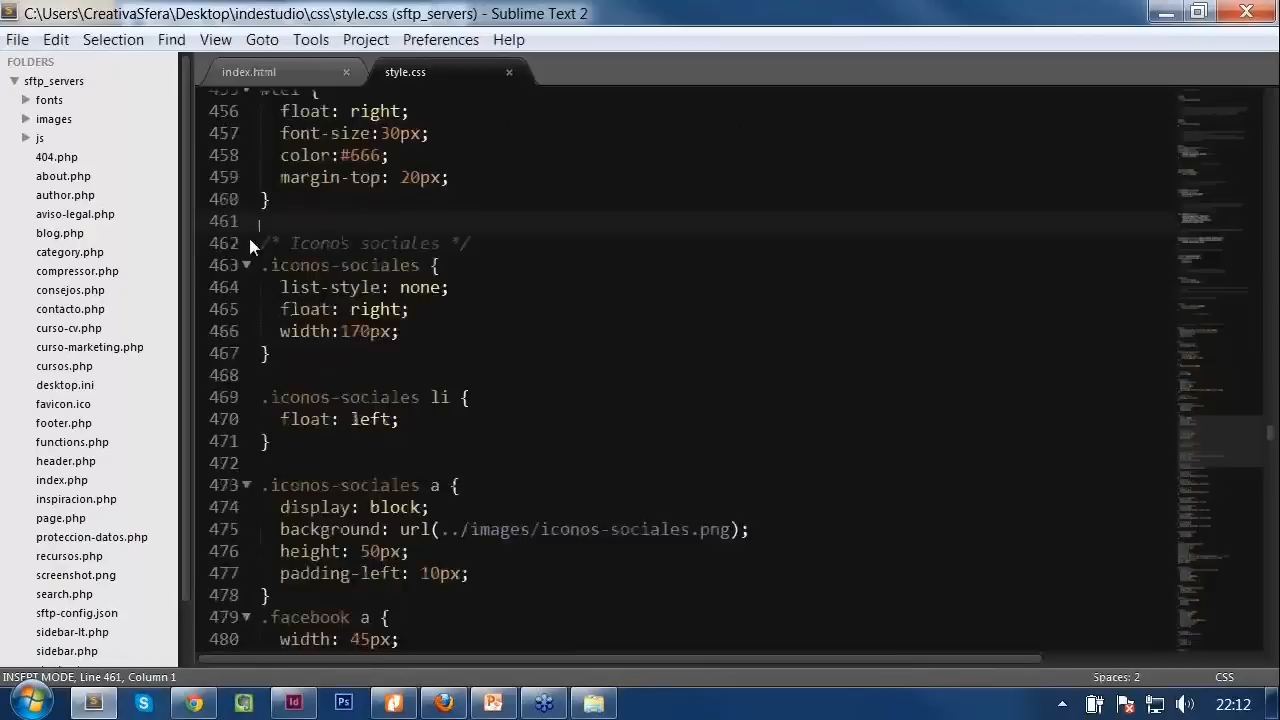 C:\Users\CreativaSfera\Desktop\indestudio\css\style.css (sftp_servers) - Sublime Text 2
File Edit Selection Find View Goto Tools Project Preferences Help
FOLDERS
sftp_servers
fonts
images
js
404.php
about.php
author.php
aviso-legal.php
blog.php
category.php
compressor.php
consejos.php
contacto.php
curso-cv.php
curso-marketing.php
cursos.php
desktop.ini
favicon.ico
footer.php
functions.php
header.php
index.php
inspiracion.php
page.php
proteccion-datos.php
recursos.php
screenshot.png
search.php
sftp-config.json
sidebar-lt.php
sidebar.php
index.html
style.css
456 float: right;
457 font-size:30px;
458 color:#666;
459 margin-top: 20px;
460 }
461
462 /* Iconos sociales */
463 .iconos-sociales {
464 list-style: none;
465 float: right;
466 width:170px;
467 }
468
469 .iconos-sociales li {
470 float: left;
471 }
472
473 .iconos-sociales a {
474 display: block;
475 background: url(../images/iconos-sociales.png);
476 height: 50px;
477 padding-left: 10px;
478 }
479 .facebook a {
480 width: 45px;
INSERT MODE, Line 461, Column 1
Spaces: 2
CSS
22:12